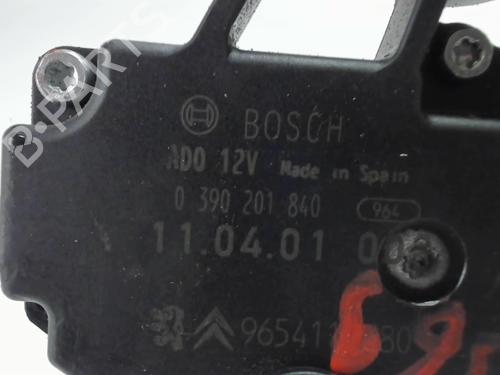 BOSCH
ADO 12V Made in Spain
0 390 201 840 964
11.04.01
B-PARTS